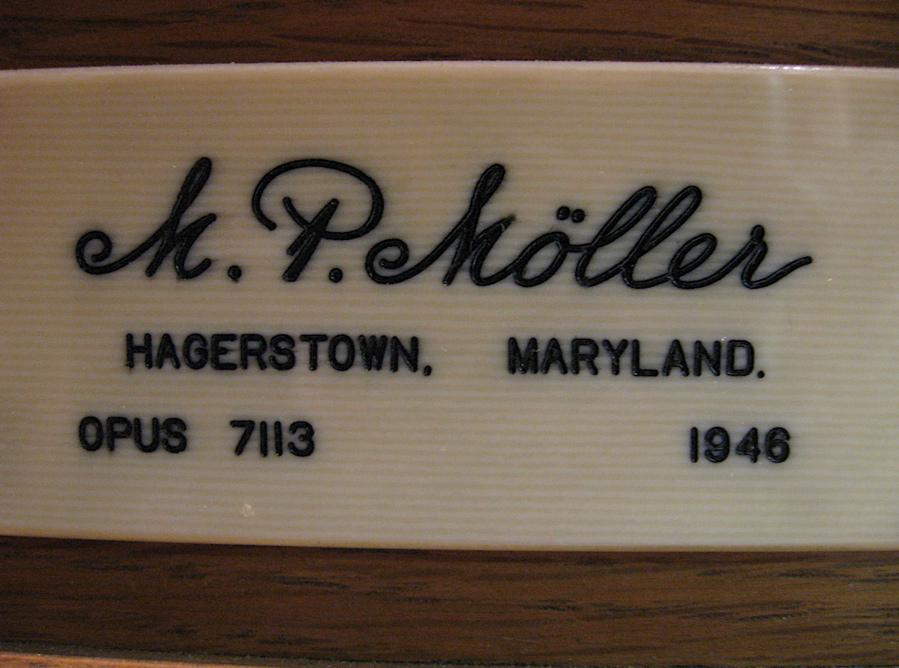 M. P. Möller
HAGERSTOWN, MARYLAND.
OPUS 7113 1946